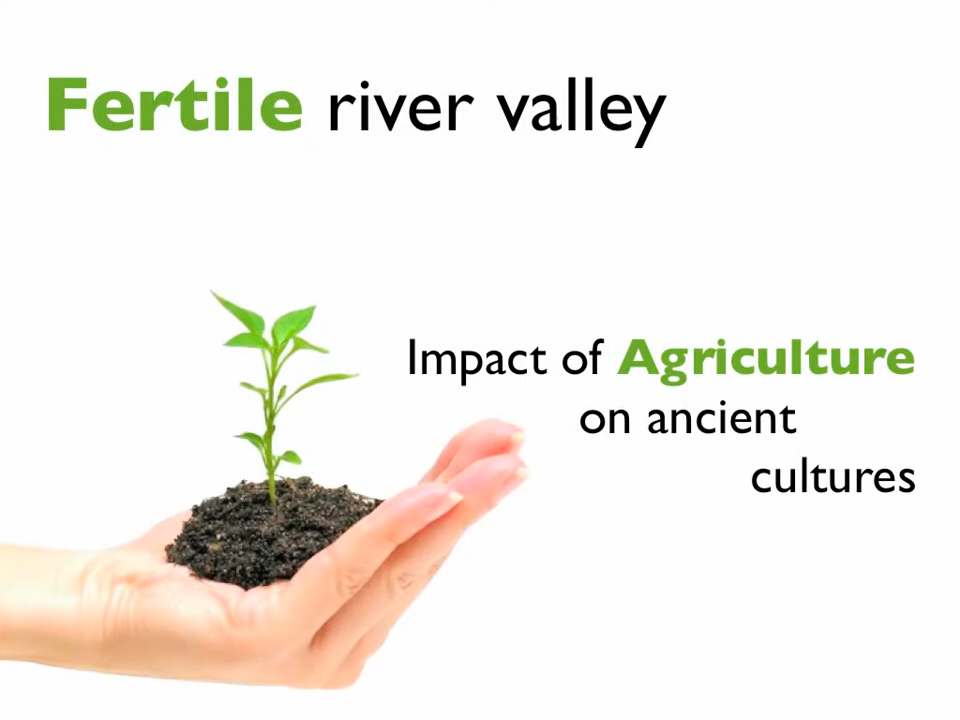 Fertile river valley
Impact of Agriculture
on ancient
cultures